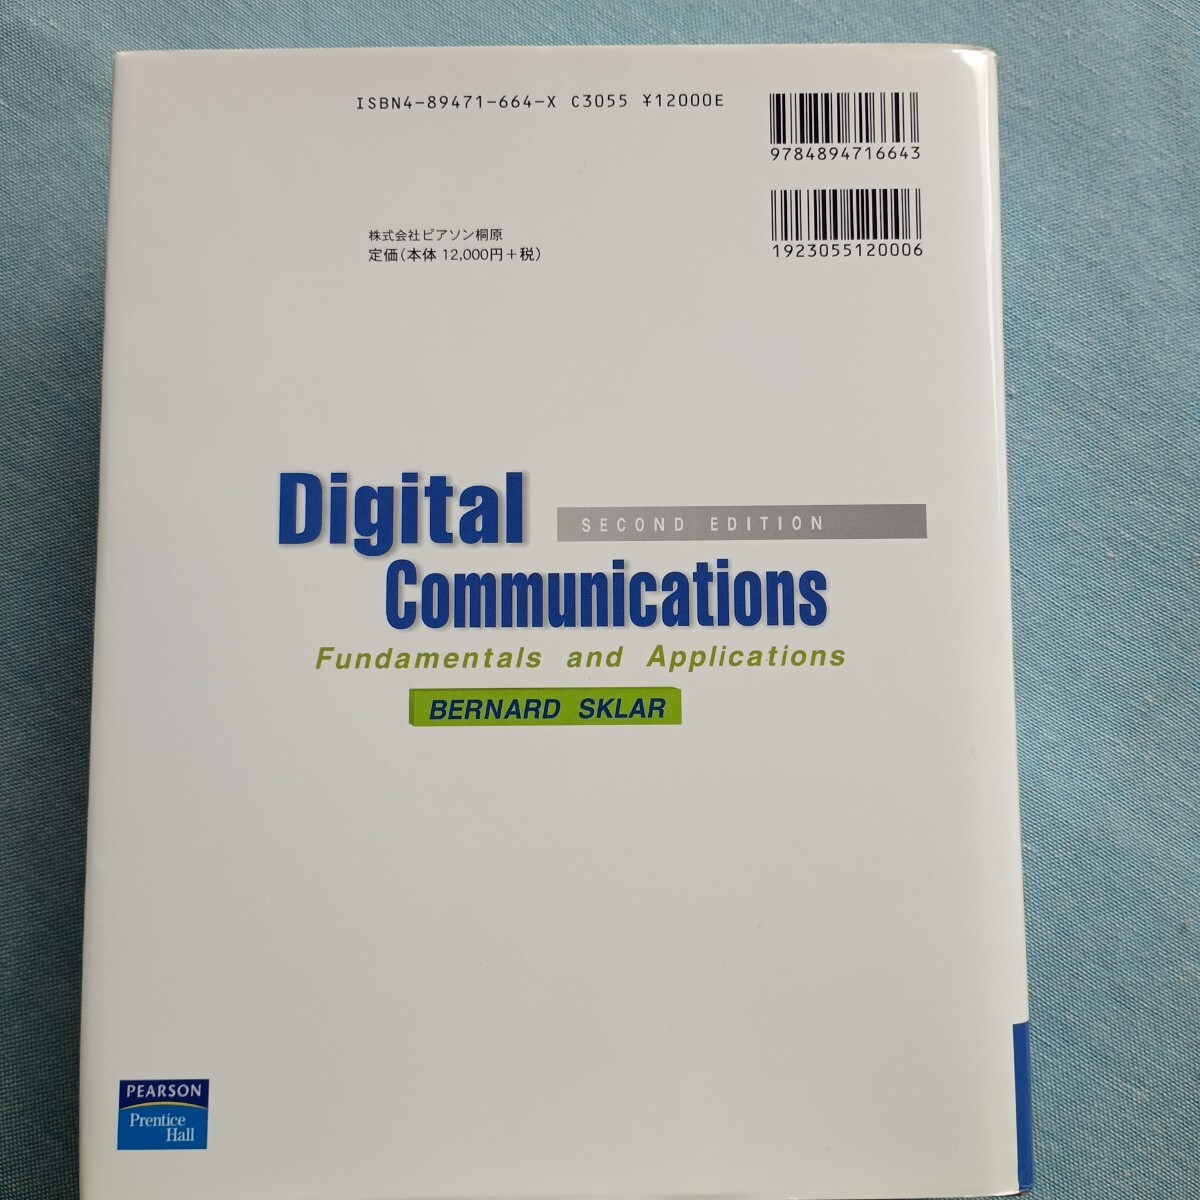 ISBN4-89471-664-X C3055 ¥12000E
9784894716643
1923055120006
株式会社ピアソン桐原
定価(本体 12,000円+税)
Digital
SECOND EDITION
Communications
Fundamentals and Applications
BERNARD SKLAR
PEARSON
Prentice
Hall